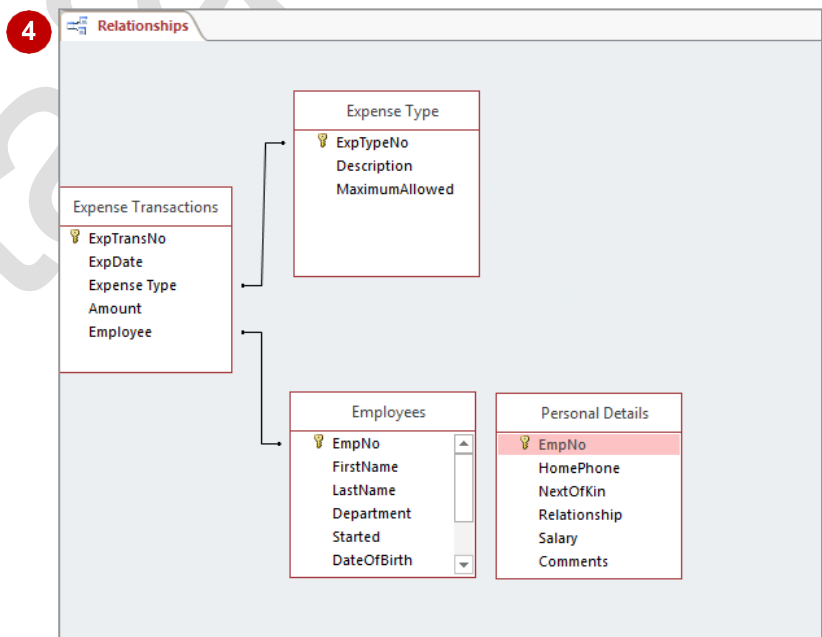 4
Relationships
Expense Type
ExpTypeNo
Description
MaximumAllowed
Expense Transactions
ExpTransNo
ExpDate
Expense Type
Amount
Employee
Employees
EmpNo
FirstName
LastName
Department
Started
DateOfBirth
Personal Details
EmpNo
HomePhone
NextOfKin
Relationship
Salary
Comments